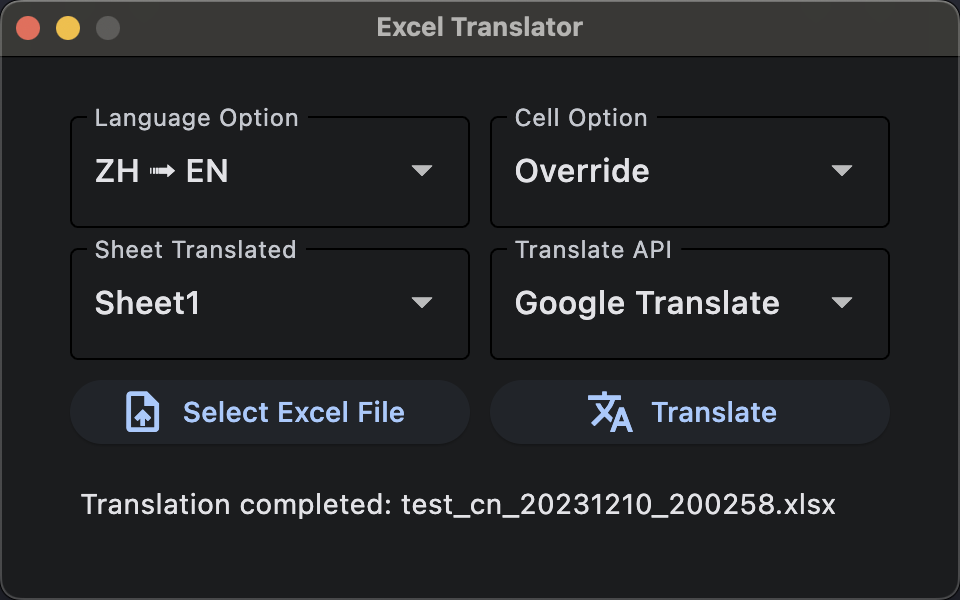 Excel Translator
Language Option
ZH ➟ EN
Cell Option
Override
Sheet Translated
Sheet1
Translate API
Google Translate
Select Excel File
Translate
Translation completed: test_cn_20231210_200258.xlsx